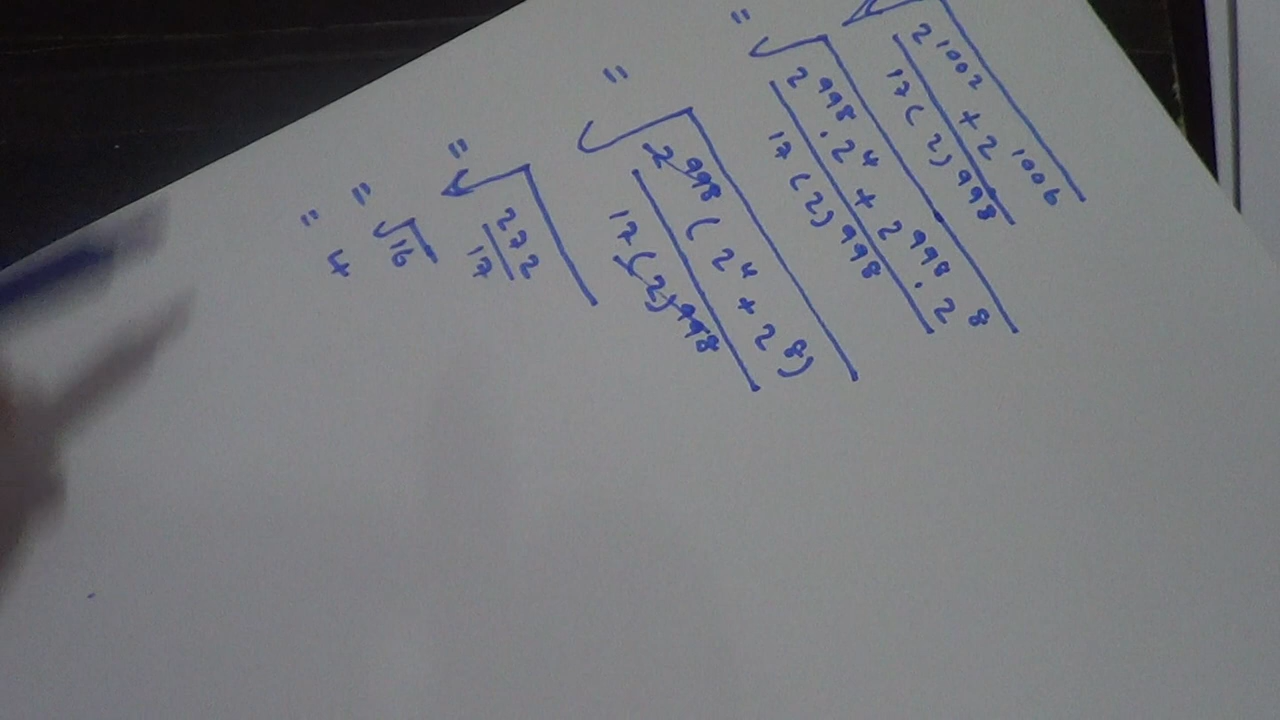 √((2^1002 + 2^1006) / (17(2)^998))
= √((2^998 . 2^4 + 2^998 . 2^8) / (17(2)^998))
= √((2^998 (2^4 + 2^8)) / (17(2)^998))
= √(272 / 17)
= √16
= 4